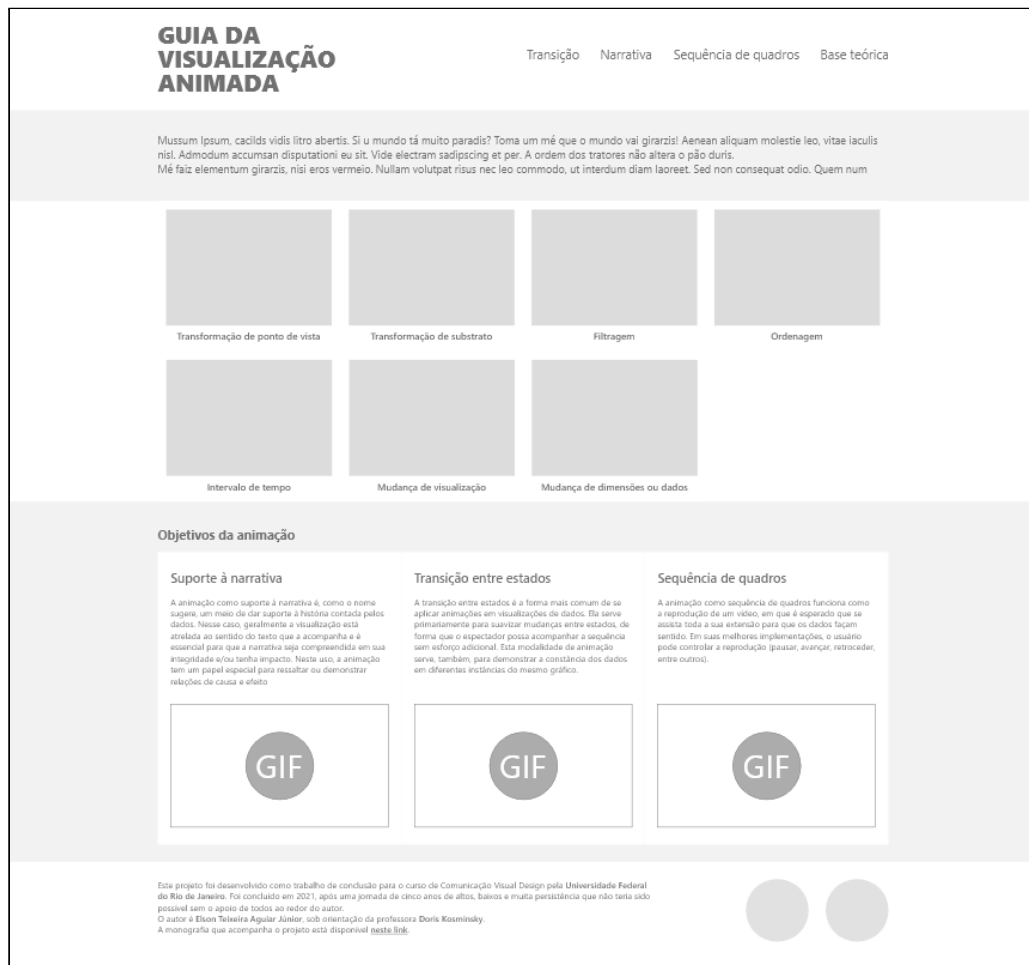 GUIA DA
VISUALIZAÇÃO
ANIMADA
Transição Narrativa Sequência de quadros Base teórica
Mussum Ipsum, cacilds vidis litro abertis. Si u mundo tá muito paradis? Toma um mé que o mundo vai girarzis! Aenean aliquam molestie leo, vitae iaculis
nisl. Admodum accumsan disputationi eu sit. Vide electram sadipscing et per. A ordem dos tratores não altera o pão duris.
Mé faiz elementum girarzis, nisi eros vermeio. Nullam volutpat risus nec leo commodo, ut interdum diam laoreet. Sed non consequat odio. Quem num
Transformação de ponto de vista
Transformação de substrato
Filtragem
Ordenagem
Intervalo de tempo
Mudança de visualização
Mudança de dimensões ou dados
Objetivos da animação
Suporte à narrativa
A animação como suporte à narrativa é, como o nome
sugere, um meio de dar suporte à história contada pelos
dados. Nesse caso, geralmente a visualização está
atrelada ao sentido do texto que a acompanha e é
essencial para que a narrativa seja compreendida em sua
integridade e/ou tenha impacto. Neste uso, a animação
tem um papel especial para ressaltar ou demonstrar
relações de causa e efeito
GIF
Transição entre estados
A transição entre estados é a forma mais comum de se
aplicar animações em visualizações de dados. Ela serve
primariamente para suavizar mudanças entre estados, de
forma que o espectador possa acompanhar a sequência
sem esforço adicional. Esta modalidade de animação
serve, também, para demonstrar a constância dos dados
em diferentes instâncias do mesmo gráfico.
GIF
Sequência de quadros
A animação como sequência de quadros funciona como
a reprodução de um vídeo, em que é esperado que se
assista toda a sua extensão para que os dados façam
sentido. Em suas melhores implementações, o usuário
pode controlar a reprodução (pausar, avançar, retroceder,
entre outros).
GIF
Este projeto foi desenvolvido como trabalho de conclusão para o curso de Comunicação Visual Design pela Universidade Federal
do Rio de Janeiro. Foi concluído em 2021, após uma jornada de cinco anos de altos, baixos e muita persistência que não teria sido
possível sem o apoio de todos ao redor do autor.
O autor é Elson Teixeira Aguiar Júnior, sob orientação da professora Doris Kosminsky.
A monografia que acompanha o projeto está disponível neste link.